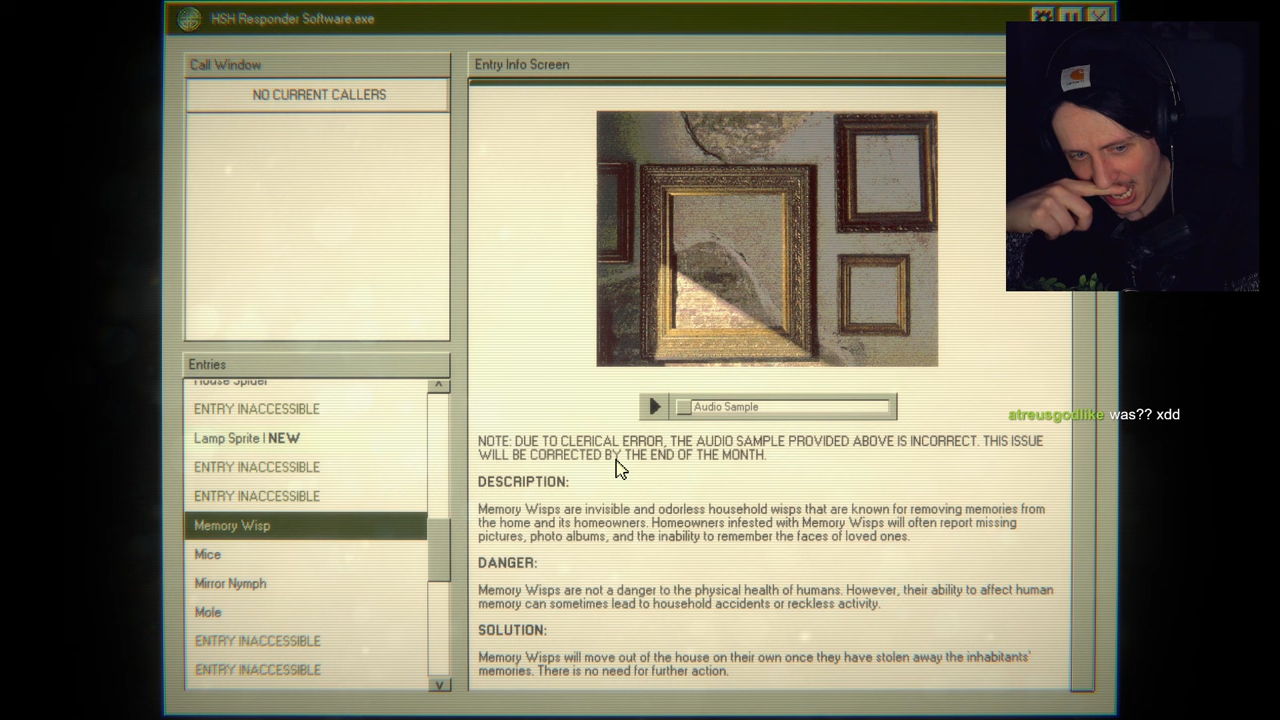 HSH Responder Software.exe
Call Window
NO CURRENT CALLERS
Entries
House Spider
ENTRY INACCESSIBLE
Lamp Sprite | NEW
ENTRY INACCESSIBLE
ENTRY INACCESSIBLE
Memory Wisp
Mice
Mirror Nymph
Mole
ENTRY INACCESSIBLE
ENTRY INACCESSIBLE
Entry Info Screen
Audio Sample
NOTE: DUE TO CLERICAL ERROR, THE AUDIO SAMPLE PROVIDED ABOVE IS INCORRECT. THIS ISSUE
WILL BE CORRECTED BY THE END OF THE MONTH.
DESCRIPTION:
Memory Wisps are invisible and odorless household wisps that are known for removing memories from
the home and its homeowners. Homeowners infested with Memory Wisps will often report missing
pictures, photo albums, and the inability to remember the faces of loved ones.
DANGER:
Memory Wisps are not a danger to the physical health of humans. However, their ability to affect human
memory can sometimes lead to household accidents or reckless activity.
SOLUTION:
Memory Wisps will move out of the house on their own once they have stolen away the inhabitants'
memories. There is no need for further action.
atreusgodlike was?? xdd